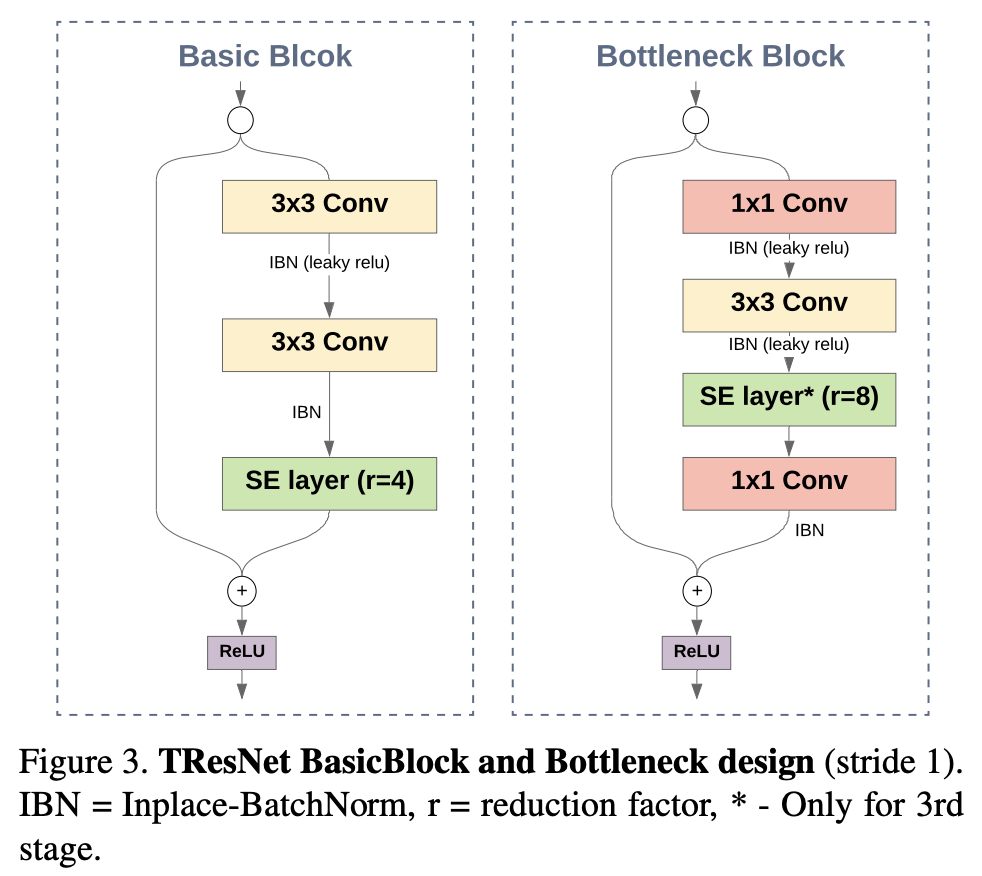 Basic Blcok
3x3 Conv
IBN (leaky relu)
3x3 Conv
IBN
SE layer (r=4)
+
ReLU
Bottleneck Block
1x1 Conv
IBN (leaky relu)
3x3 Conv
IBN (leaky relu)
SE layer* (r=8)
1x1 Conv
IBN
+
ReLU
Figure 3. TResNet BasicBlock and Bottleneck design (stride 1).
IBN = Inplace-BatchNorm, r = reduction factor, * - Only for 3rd
stage.